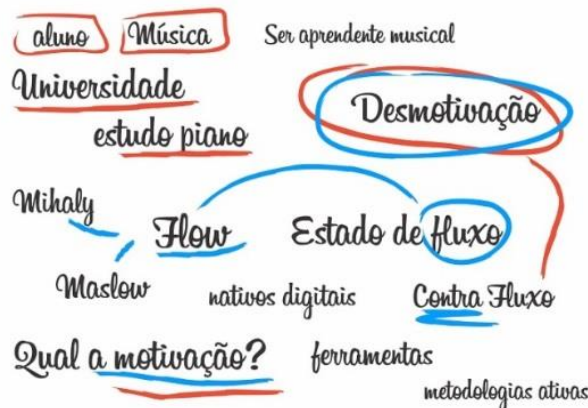 aluno Música Ser aprendente musical
Universidade
Desmotivação
estudo piano
Mihaly
Flow Estado de fluxo
Maslow nativos digitais Contra Fluxo
Qual a motivação? ferramentas
metodologias ativas